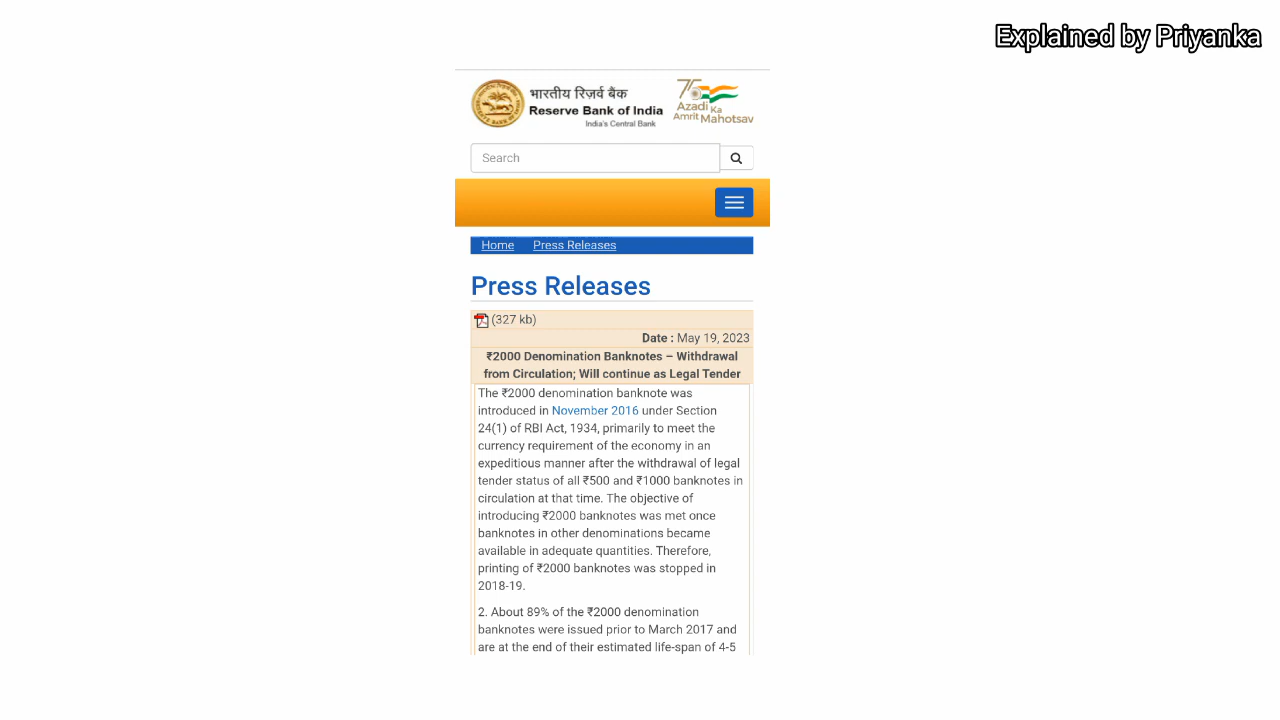 Explained by Priyanka
भारतीय रिज़र्व बैंक
Reserve Bank of India
India's Central Bank
75
Azadi
Ka
Amrit Mahotsav
Search
Home Press Releases
Press Releases
(327 kb)
Date : May 19, 2023
₹2000 Denomination Banknotes – Withdrawal
from Circulation; Will continue as Legal Tender
The ₹2000 denomination banknote was
introduced in November 2016 under Section
24(1) of RBI Act, 1934, primarily to meet the
currency requirement of the economy in an
expeditious manner after the withdrawal of legal
tender status of all ₹500 and ₹1000 banknotes in
circulation at that time. The objective of
introducing ₹2000 banknotes was met once
banknotes in other denominations became
available in adequate quantities. Therefore,
printing of ₹2000 banknotes was stopped in
2018-19.
2. About 89% of the ₹2000 denomination
banknotes were issued prior to March 2017 and
are at the end of their estimated life-span of 4-5